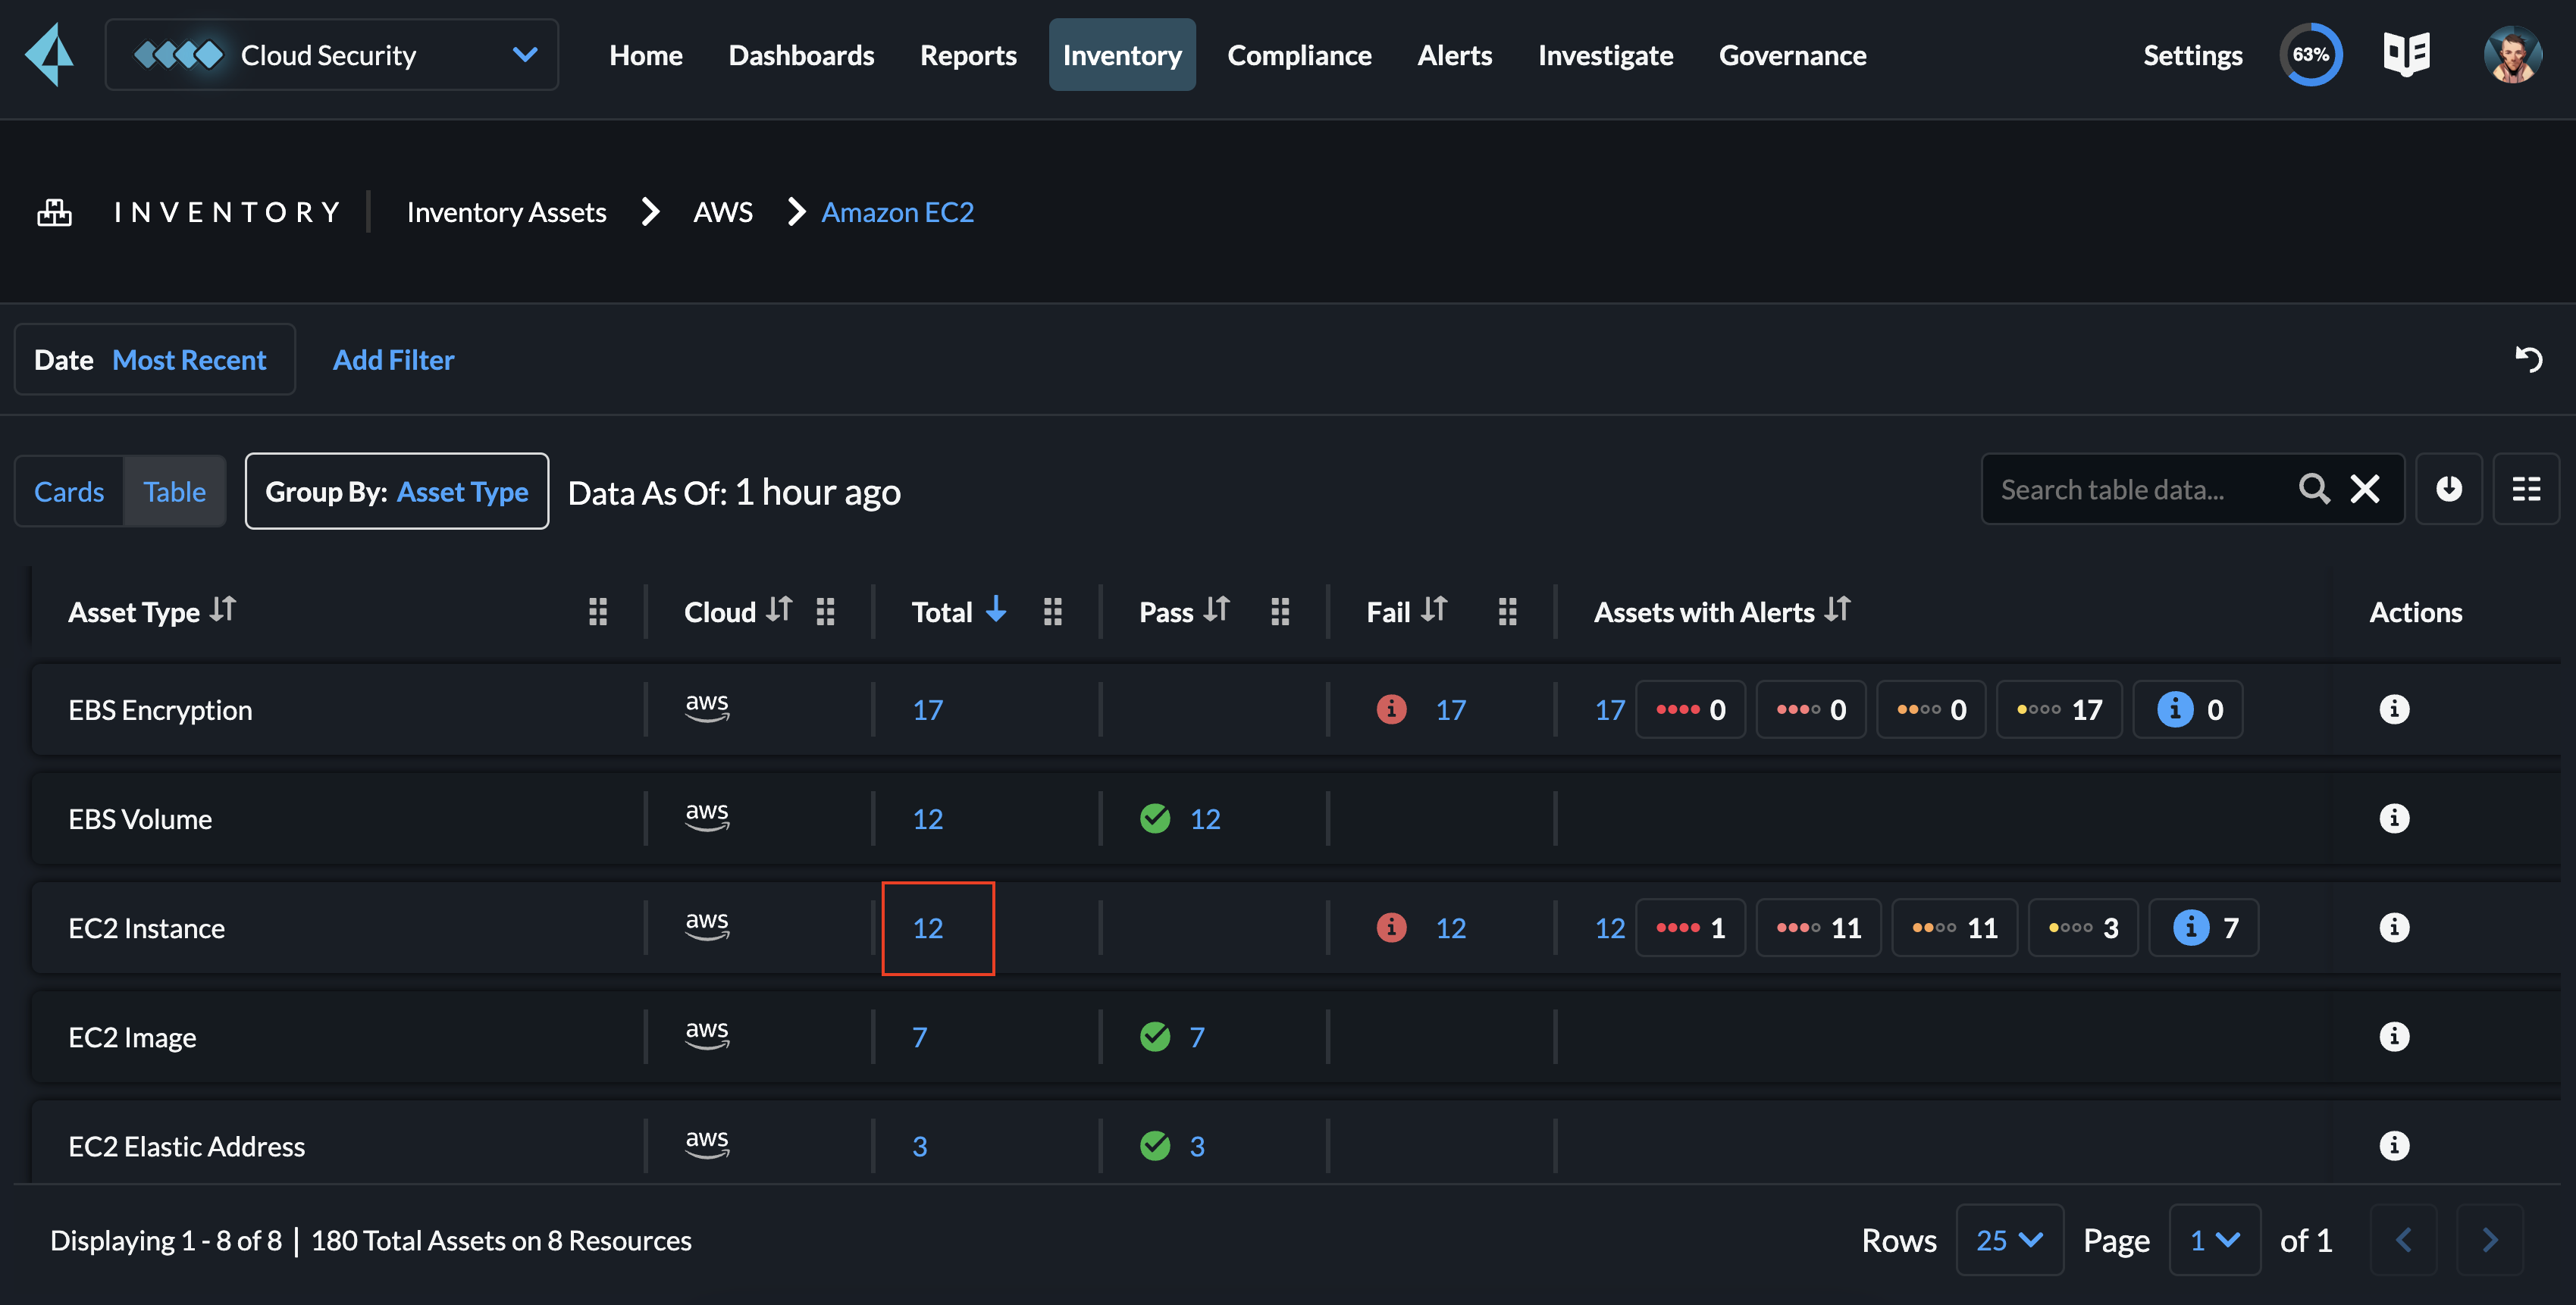 Cloud Security Home Dashboards Reports Inventory Compliance Alerts Investigate Governance Settings 63%
INVENTORY Inventory Assets AWS Amazon EC2
Date Most Recent Add Filter
Cards Table Group By: Asset Type Data As Of: 1 hour ago Search table data...
Asset Type Cloud Total Pass Fail Assets with Alerts Actions
EBS Encryption aws 17 17 17 0 0 0 17 0
EBS Volume aws 12 12
EC2 Instance aws 12 12 12 1 11 11 3 7
EC2 Image aws 7 7
EC2 Elastic Address aws 3 3
Displaying 1 - 8 of 8 | 180 Total Assets on 8 Resources Rows 25 Page 1 of 1